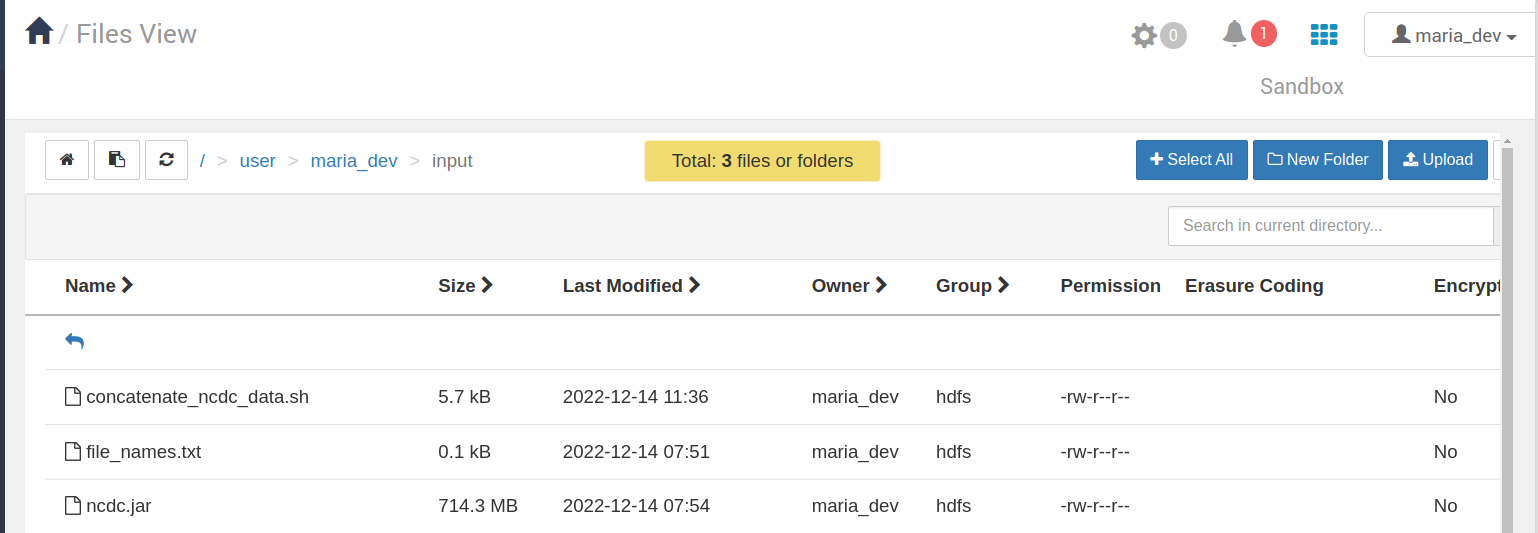 / Files View
0
1
maria_dev
Sandbox
/ > user > maria_dev > input
Total: 3 files or folders
Select All
New Folder
Upload
Search in current directory...
Name Size Last Modified Owner Group Permission Erasure Coding Encrypt
concatenate_ncdc_data.sh 5.7 kB 2022-12-14 11:36 maria_dev hdfs -rw-r--r-- No
file_names.txt 0.1 kB 2022-12-14 07:51 maria_dev hdfs -rw-r--r-- No
ncdc.jar 714.3 MB 2022-12-14 07:54 maria_dev hdfs -rw-r--r-- No